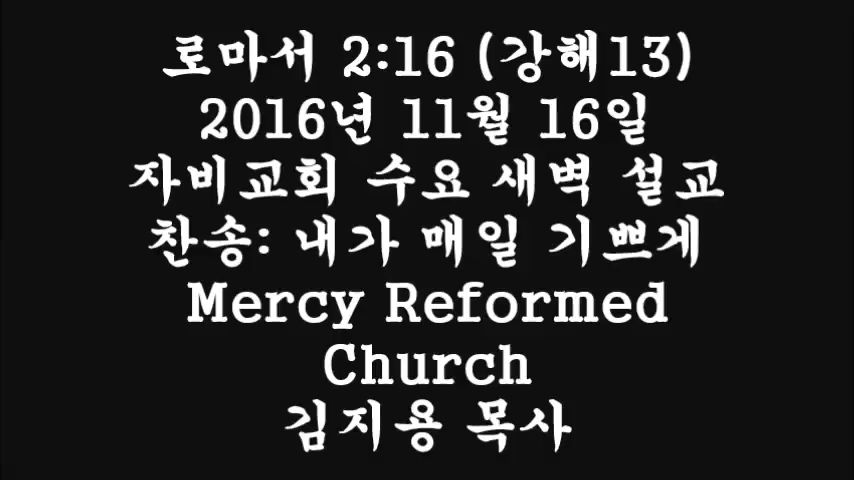 로마서 2:16 (강해13)
2016년 11월 16일
자비교회 수요 새벽 설교
찬송: 내가 매일 기쁘게
Mercy Reformed
Church
김지용 목사